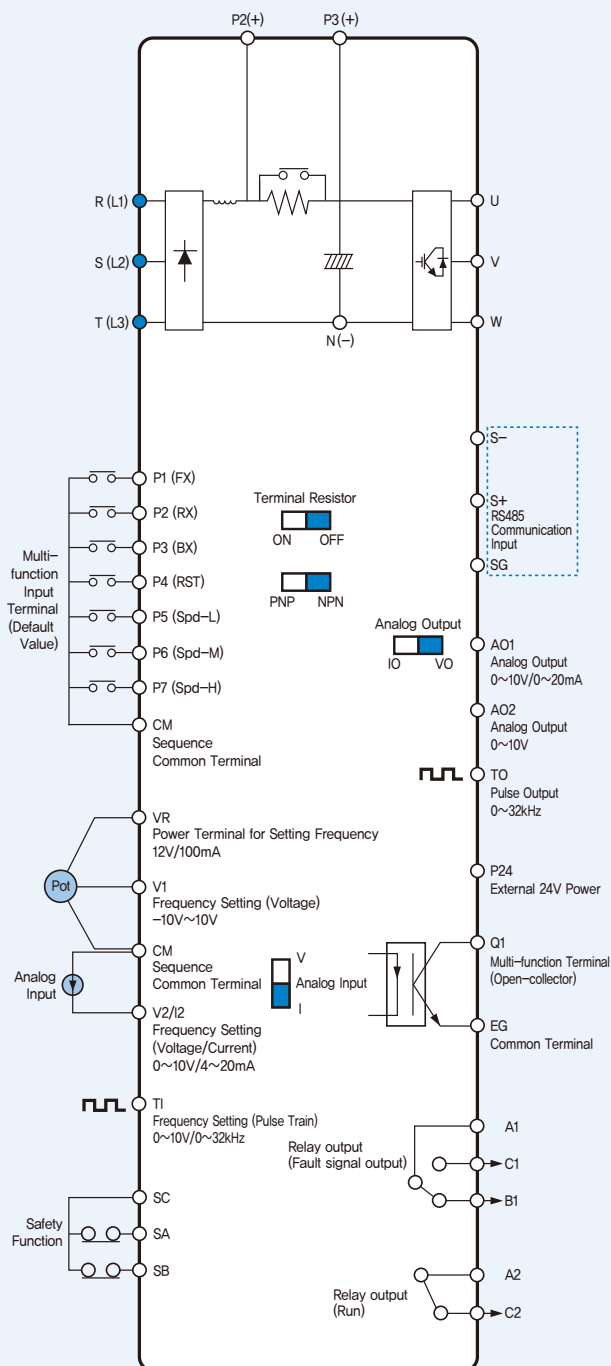 P2(+)
P3(+)
R (L1)
S (L2)
T (L3)
U
V
W
N(−)
S−
S+
RS485
Communication
Input
SG
Multi-
function
Input
Terminal
(Default
Value)
P1 (FX)
P2 (RX)
P3 (BX)
P4 (RST)
P5 (Spd-L)
P6 (Spd-M)
P7 (Spd-H)
CM
Sequence
Common Terminal
Terminal Resistor
ON
OFF
PNP
NPN
Analog Output
IO
VO
AO1
Analog Output
0~10V/0~20mA
AO2
Analog Output
0~10V
TO
Pulse Output
0~32kHz
VR
Power Terminal for Setting Frequency
12V/100mA
Pot
V1
Frequency Setting (Voltage)
−10V~10V
CM
Sequence
Common Terminal
Analog
Input
V2/I2
Frequency Setting
(Voltage/Current)
0~10V/4~20mA
V
Analog Input
I
P24
External 24V Power
Q1
Multi-function Terminal
(Open-collector)
EG
Common Terminal
TI
Frequency Setting (Pulse Train)
0~10V/0~32kHz
Safety
Function
SC
SA
SB
Relay output
(Fault signal output)
A1
C1
B1
Relay output
(Run)
A2
C2